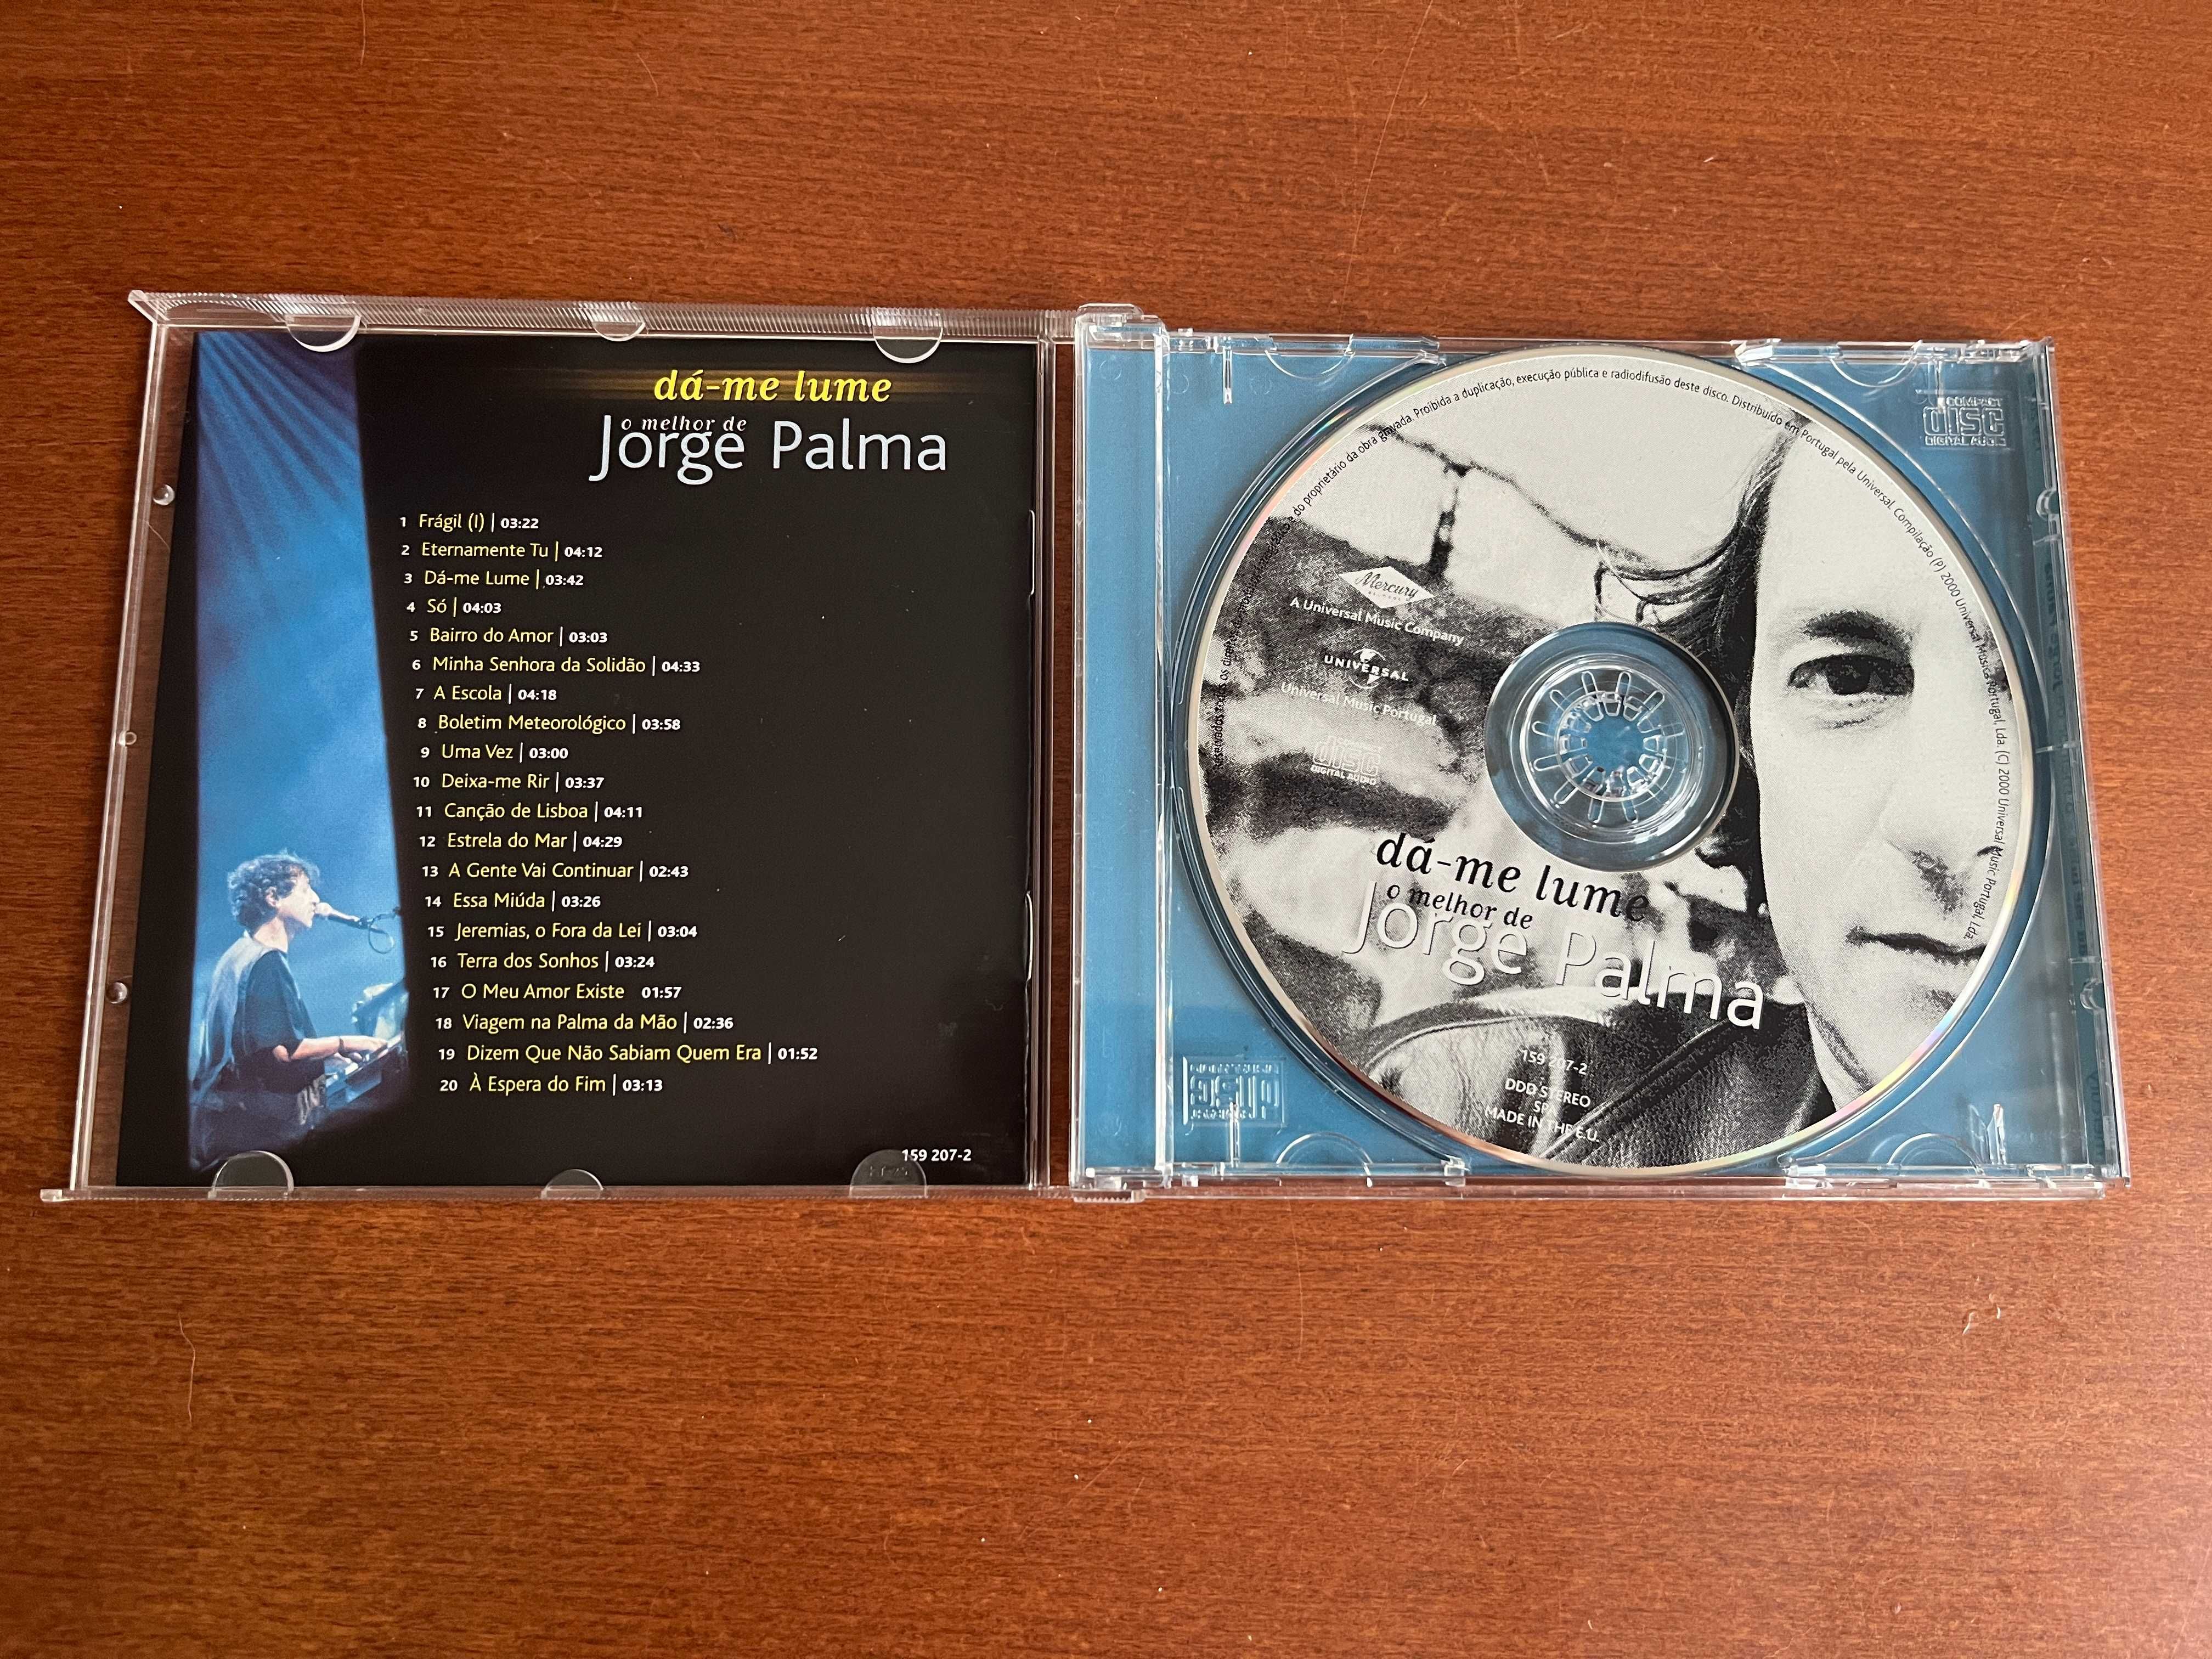 dá-me lume
o melhor de
Jorge Palma
1 Frágil (I) | 03:22
2 Eternamente Tu | 04:12
3 Dá-me Lume | 03:42
4 Só | 04:03
5 Bairro do Amor | 03:03
6 Minha Senhora da Solidão | 04:33
7 A Escola | 04:18
8 Boletim Meteorológico | 03:58
9 Uma Vez | 03:00
10 Deixa-me Rir | 03:37
11 Canção de Lisboa | 04:11
12 Estrela do Mar | 04:29
13 A Gente Vai Continuar | 02:43
14 Essa Miúda | 03:26
15 Jeremias, o Fora da Lei | 03:04
16 Terra dos Sonhos | 03:24
17 O Meu Amor Existe 01:57
18 Viagem na Palma da Mão | 02:36
19 Dizem Que Não Sabiam Quem Era | 01:52
20 À Espera do Fim | 03:13
159 207-2
do proprietário da obra gravada. Proibida a duplicação, execução pública e radiodifusão deste disco. Distribuído em Portugal pela Universal. Compilação (P) 2000 Universal Music Portugal, Lda. (C) 2000 Universal Music Portugal, Lda.
Mercury
A Universal Music Company
UNIVERSAL
Universal Music Portugal
disc
DIGITAL AUDIO
dá-me lume
o melhor de
Jorge Palma
159 207-2
DDD STEREO
MADE IN THE E.U.
COMPACT
disc
DIGITAL AUDIO